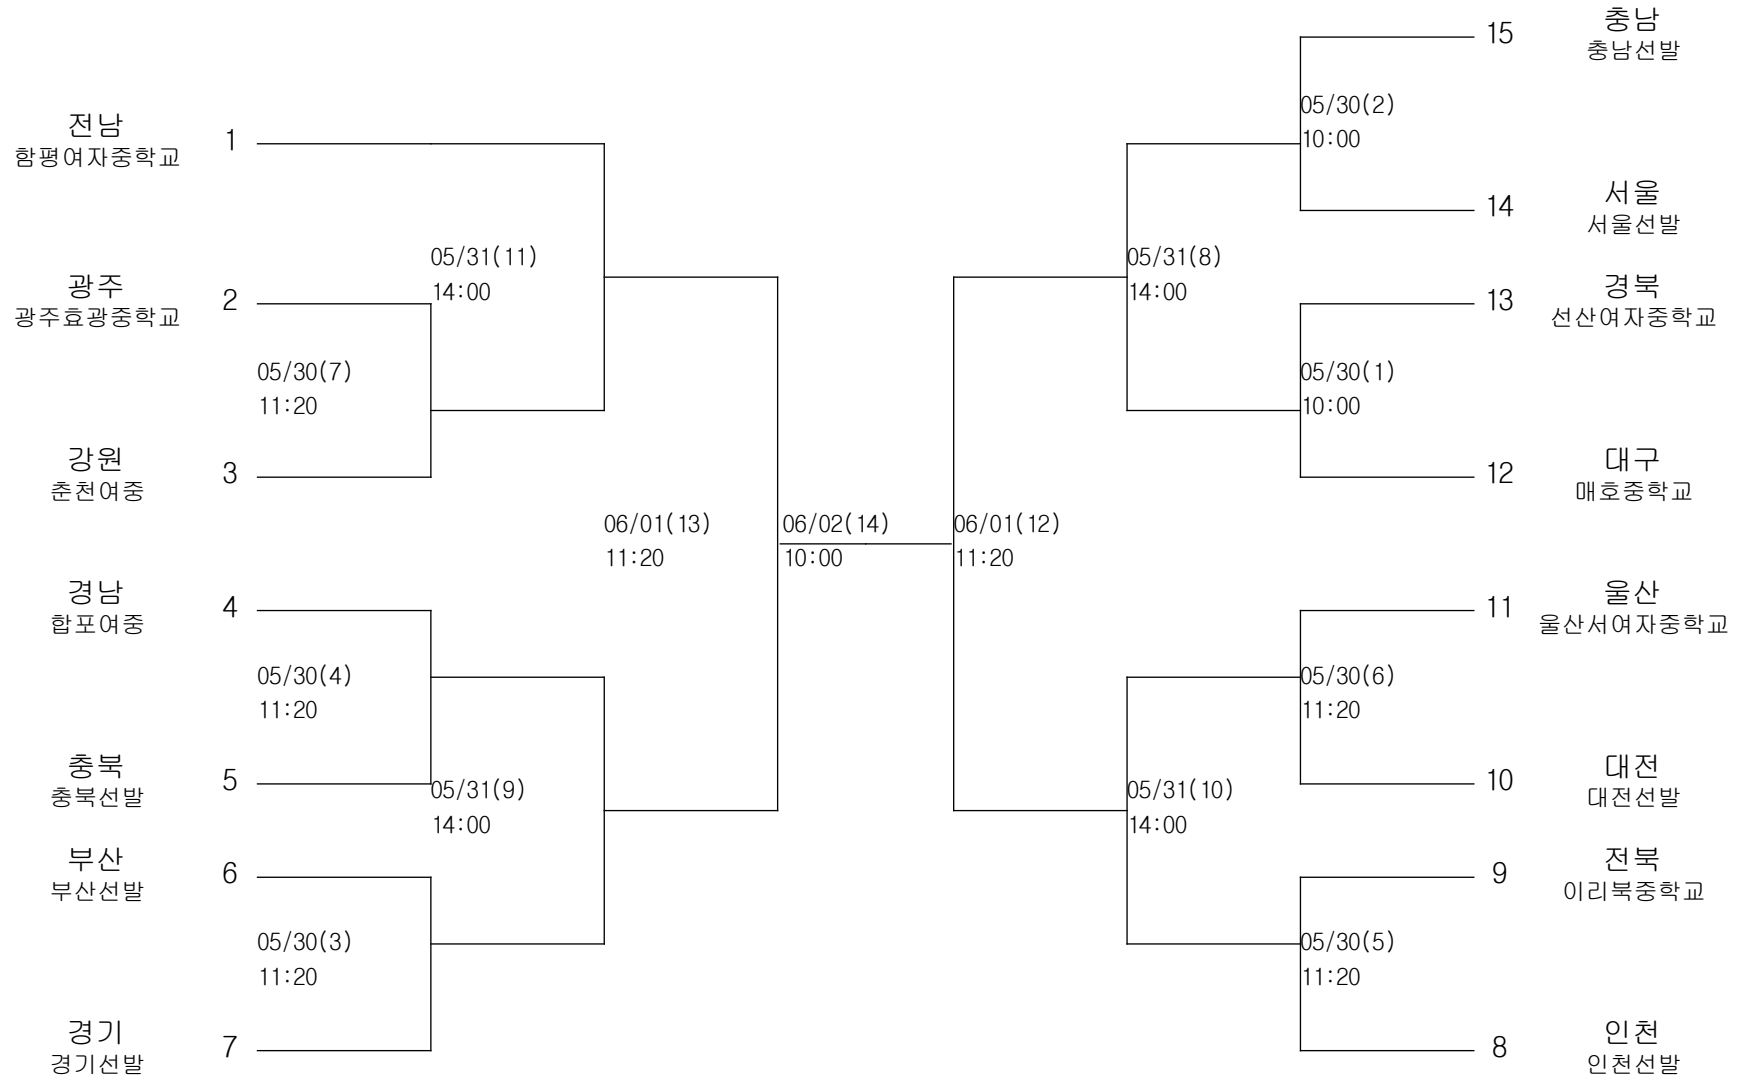 전남
함평여자중학교
1
광주
광주효광중학교
2
05/30(7)
11:20
강원
춘천여중
3
05/31(11)
14:00
경남
합포여중
4
05/30(4)
11:20
충북
충북선발
5
05/31(9)
14:00
부산
부산선발
6
05/30(3)
11:20
경기
경기선발
7
06/01(13)
11:20
06/02(14)
10:00
06/01(12)
11:20
15
충남
충남선발
05/30(2)
10:00
14
서울
서울선발
05/31(8)
14:00
13
경북
선산여자중학교
05/30(1)
10:00
12
대구
매호중학교
11
울산
울산서여자중학교
05/30(6)
11:20
10
대전
대전선발
05/31(10)
14:00
9
전북
이리북중학교
05/30(5)
11:20
8
인천
인천선발